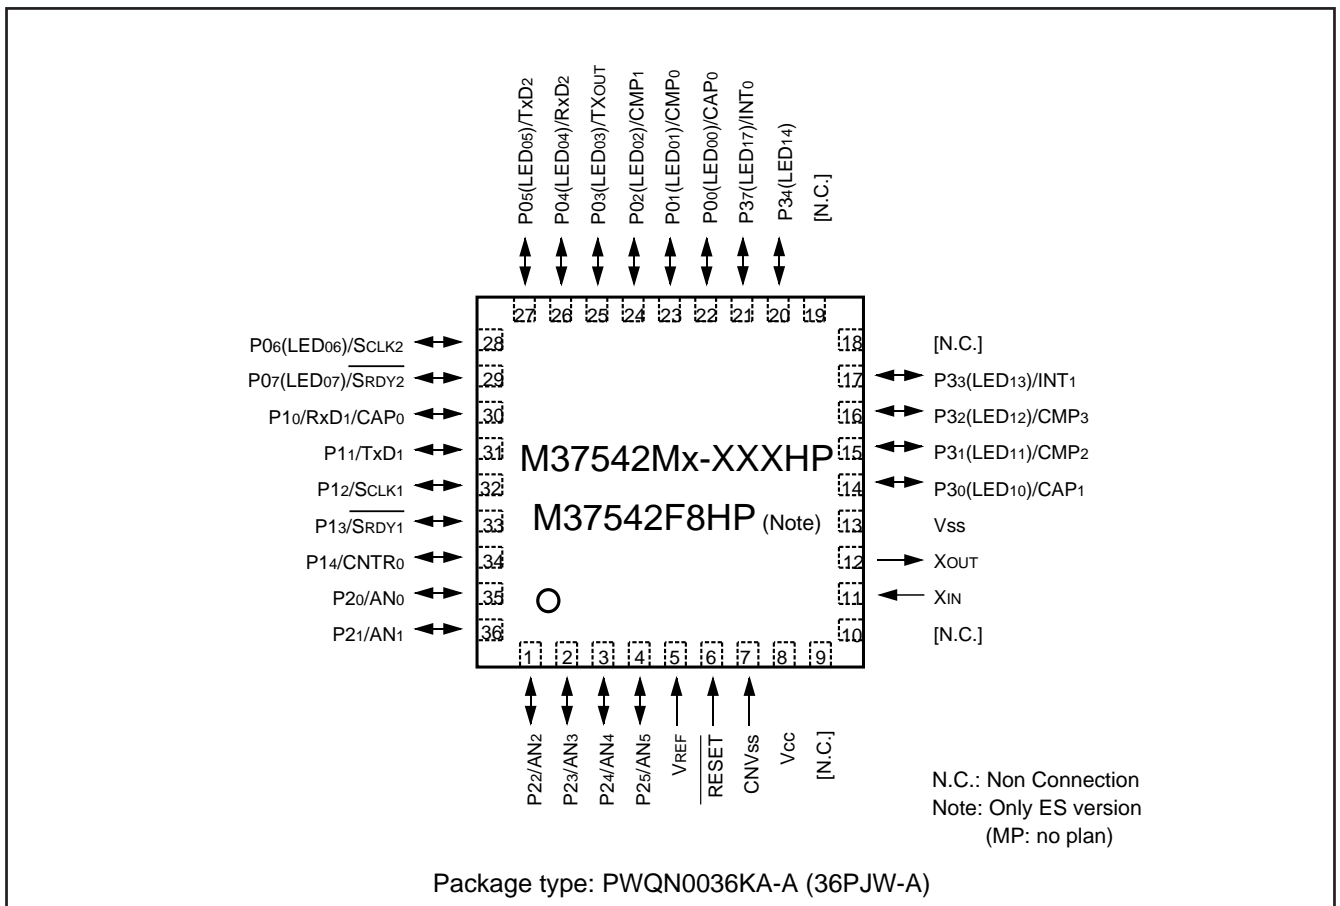 P05(LED05)/TxD2
P04(LED04)/RxD2
P03(LED03)/TXOUT
P02(LED02)/CMP1
P01(LED01)/CMP0
P00(LED00)/CAP0
P37(LED17)/INT0
P34(LED14)
[N.C.]
27 26 25 24 23 22 21 20 19
P06(LED06)/SCLK2 28
P07(LED07)/SRDY2 29
P10/RxD1/CAP0 30
P11/TxD1 31
P12/SCLK1 32
P13/SRDY1 33
P14/CNTR0 34
P20/AN0 35
P21/AN1 36
M37542Mx-XXXHP
M37542F8HP (Note)
18 [N.C.]
17 P33(LED13)/INT1
16 P32(LED12)/CMP3
15 P31(LED11)/CMP2
14 P30(LED10)/CAP1
13 Vss
12 XOUT
11 XIN
10 [N.C.]
1 2 3 4 5 6 7 8 9
P22/AN2
P23/AN3
P24/AN4
P25/AN5
VREF
RESET
CNVss
Vcc
[N.C.]
N.C.: Non Connection
Note: Only ES version
(MP: no plan)
Package type: PWQN0036KA-A (36PJW-A)